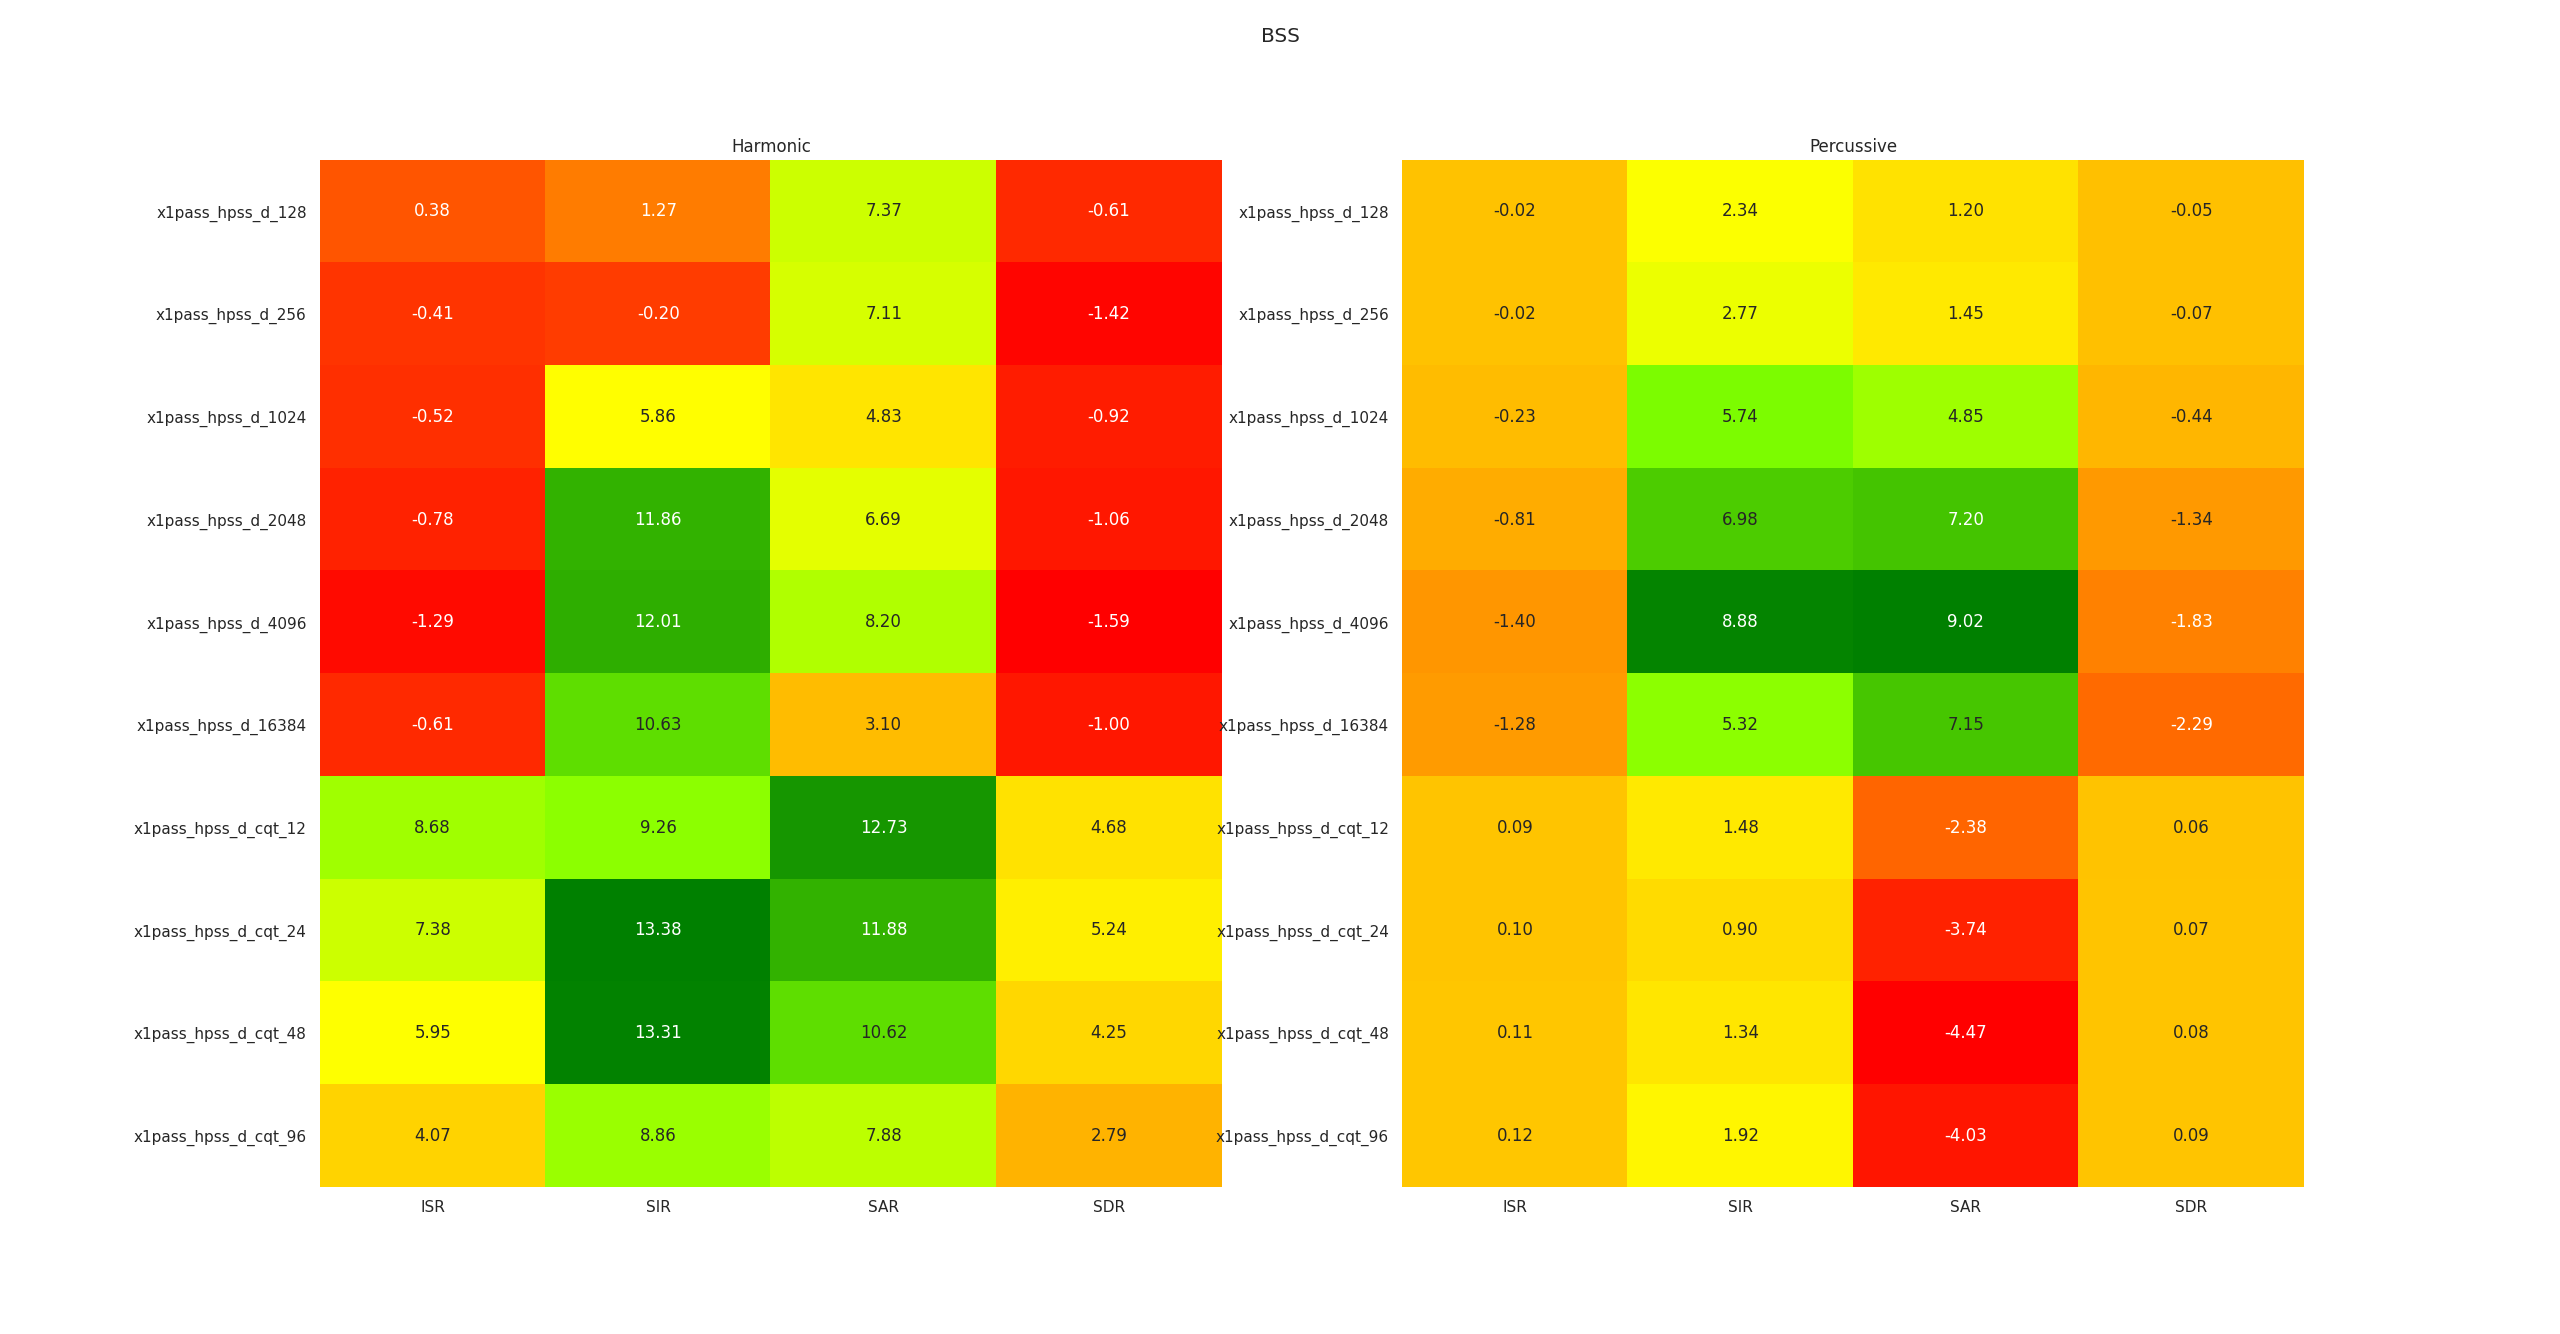 BSS
Harmonic Percussive
x1pass_hpss_d_128 0.38 1.27 7.37 -0.61 x1pass_hpss_d_128 -0.02 2.34 1.20 -0.05
x1pass_hpss_d_256 -0.41 -0.20 7.11 -1.42 x1pass_hpss_d_256 -0.02 2.77 1.45 -0.07
x1pass_hpss_d_1024 -0.52 5.86 4.83 -0.92 x1pass_hpss_d_1024 -0.23 5.74 4.85 -0.44
x1pass_hpss_d_2048 -0.78 11.86 6.69 -1.06 x1pass_hpss_d_2048 -0.81 6.98 7.20 -1.34
x1pass_hpss_d_4096 -1.29 12.01 8.20 -1.59 x1pass_hpss_d_4096 -1.40 8.88 9.02 -1.83
x1pass_hpss_d_16384 -0.61 10.63 3.10 -1.00 x1pass_hpss_d_16384 -1.28 5.32 7.15 -2.29
x1pass_hpss_d_cqt_12 8.68 9.26 12.73 4.68 x1pass_hpss_d_cqt_12 0.09 1.48 -2.38 0.06
x1pass_hpss_d_cqt_24 7.38 13.38 11.88 5.24 x1pass_hpss_d_cqt_24 0.10 0.90 -3.74 0.07
x1pass_hpss_d_cqt_48 5.95 13.31 10.62 4.25 x1pass_hpss_d_cqt_48 0.11 1.34 -4.47 0.08
x1pass_hpss_d_cqt_96 4.07 8.86 7.88 2.79 x1pass_hpss_d_cqt_96 0.12 1.92 -4.03 0.09
ISR SIR SAR SDR ISR SIR SAR SDR